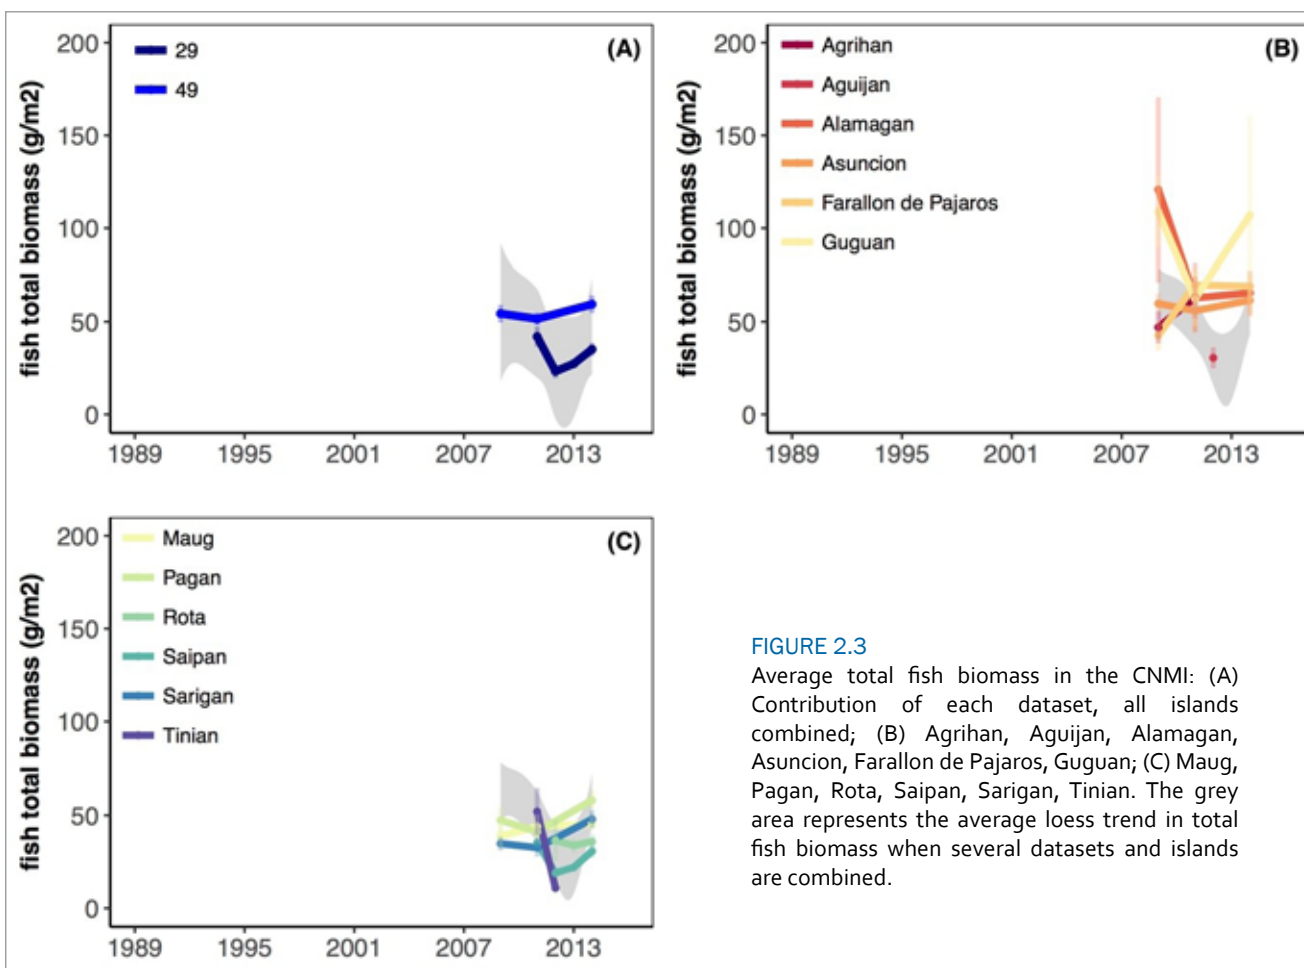 fish total biomass (g/m2)
200
150
100
50
0
29
49
(A)
1989 1995 2001 2007 2013
fish total biomass (g/m2)
200
150
100
50
0
Agrihan
Aguijan
Alamagan
Asuncion
Farallon de Pajaros
Guguan
(B)
1989 1995 2001 2007 2013
fish total biomass (g/m2)
200
150
100
50
0
Maug
Pagan
Rota
Saipan
Sarigan
Tinian
(C)
1989 1995 2001 2007 2013
FIGURE 2.3
Average total fish biomass in the CNMI: (A)
Contribution of each dataset, all islands
combined; (B) Agrihan, Aguijan, Alamagan,
Asuncion, Farallon de Pajaros, Guguan; (C) Maug,
Pagan, Rota, Saipan, Sarigan, Tinian. The grey
area represents the average loess trend in total
fish biomass when several datasets and islands
are combined.